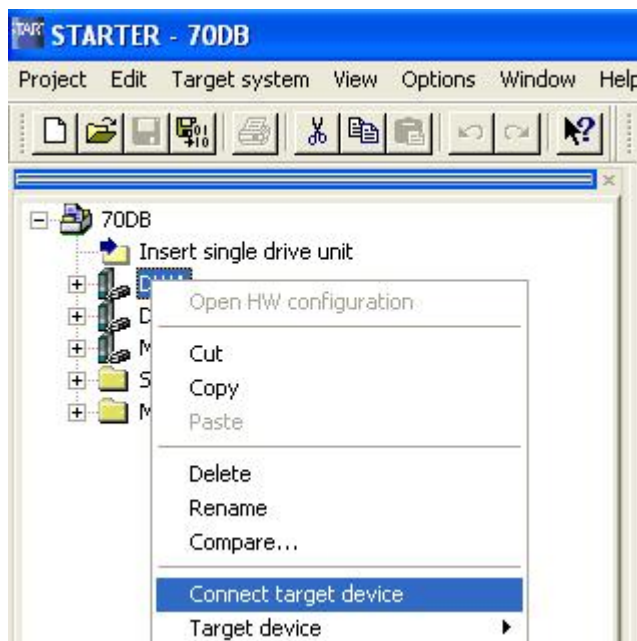 STARTER - 70DB
Project Edit Target system View Options Window Help
70DB
Insert single drive unit
Open HW configuration
Cut
Copy
Paste
Delete
Rename
Compare...
Connect target device
Target device